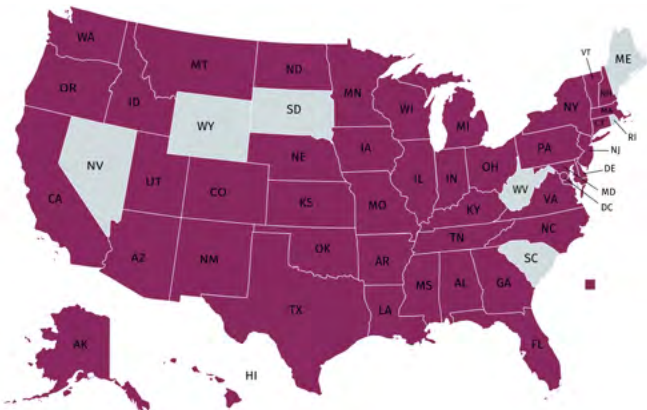 WA
MT
ND
MN
VT
ME
OR
ID
WY
SD
WI
MI
NY
NH
MA
CT
RI
NV
UT
CO
NE
IA
IL
IN
OH
PA
NJ
CA
KS
MO
KY
WV
VA
DE
MD
DC
AZ
NM
OK
AR
TN
NC
SC
TX
LA
MS
AL
GA
FL
AK
HI